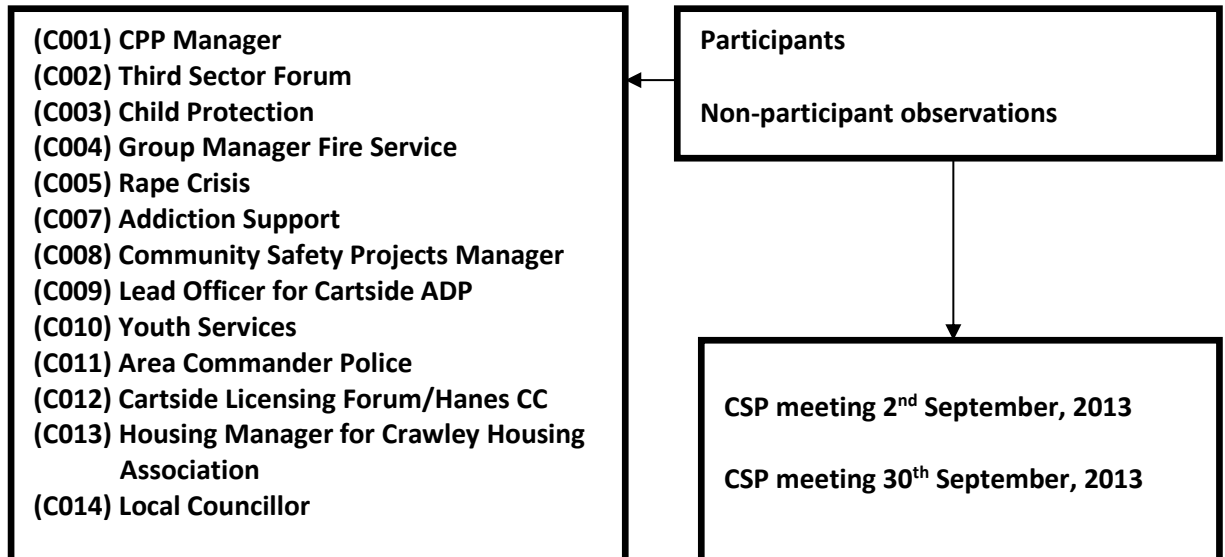 (C001) CPP Manager
(C002) Third Sector Forum
(C003) Child Protection
(C004) Group Manager Fire Service
(C005) Rape Crisis
(C007) Addiction Support
(C008) Community Safety Projects Manager
(C009) Lead Officer for Cartside ADP
(C010) Youth Services
(C011) Area Commander Police
(C012) Cartside Licensing Forum/Hanes CC
(C013) Housing Manager for Crawley Housing
Association
(C014) Local Councillor
Participants
Non-participant observations
CSP meeting 2nd September, 2013
CSP meeting 30th September, 2013